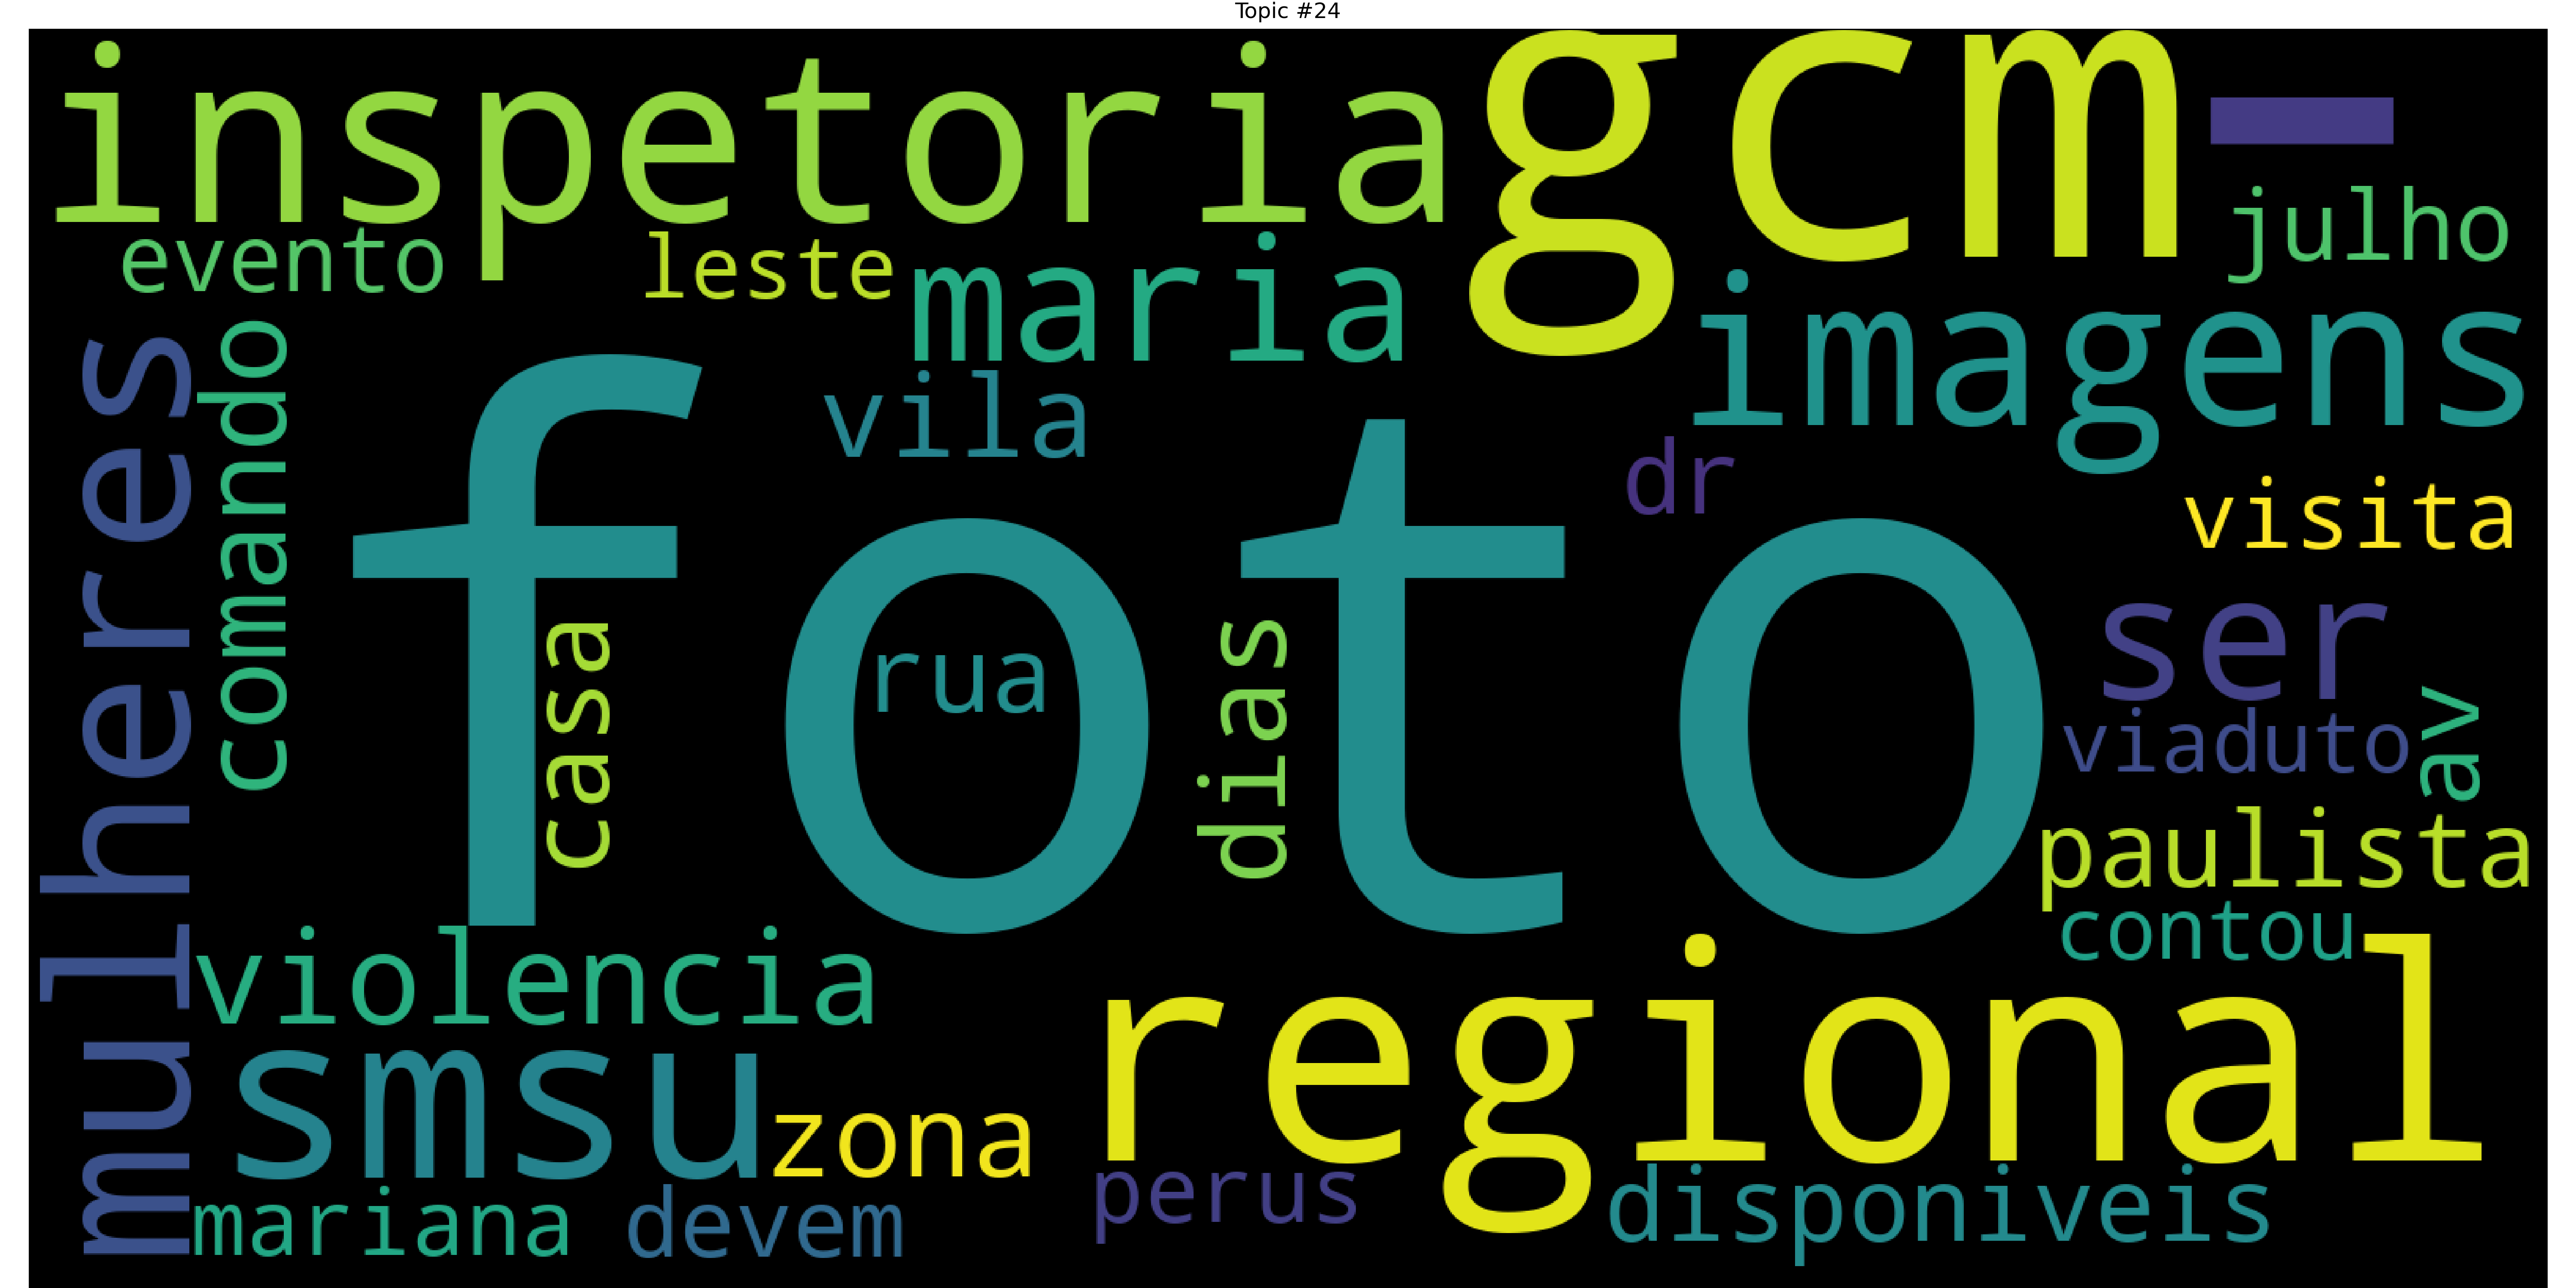 Topic #24
inspetoria
gcm
–
julho
evento
leste
maria
imagens
mulheres
comando
vila
dr
visita
foto
casa
rua
dias
ser
viaduto
av
paulista
contou
violencia
regional
smsu
zona
perus
disponiveis
mariana
devem